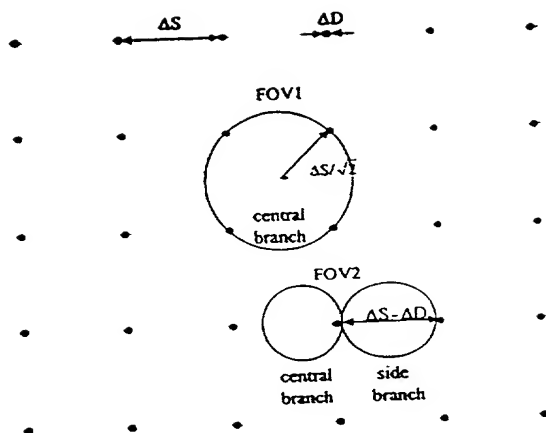 ΔS
ΔD
FOV1
ΔS/√2
central
branch
FOV2
ΔS-ΔD
central
branch
side
branch